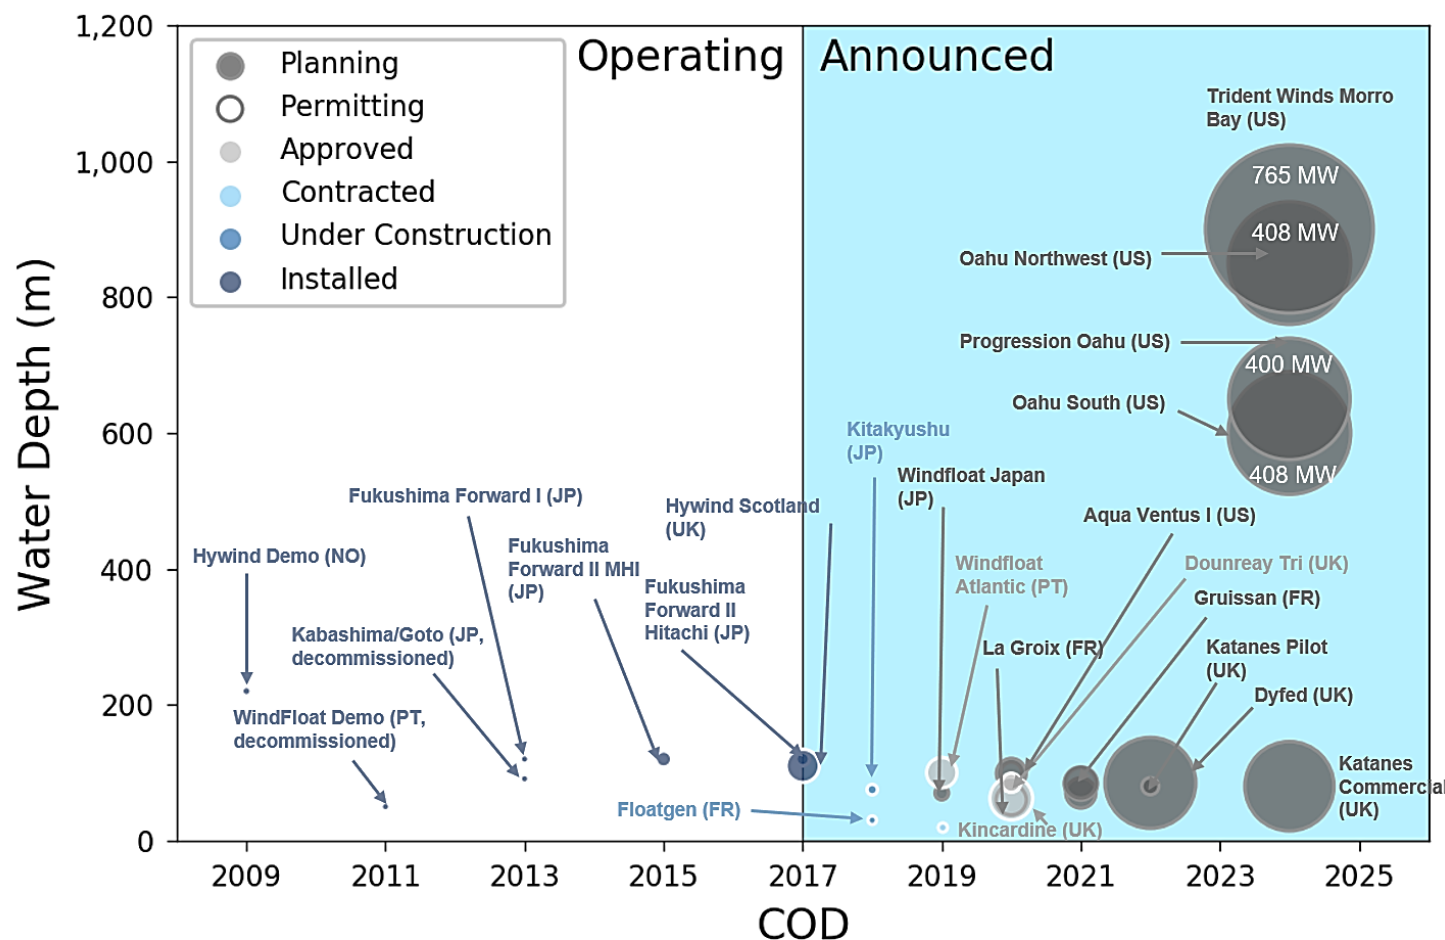 1,200
1,000
800
600
400
200
0
Water Depth (m)
Planning
Permitting
Approved
Contracted
Under Construction
Installed
Operating
Announced
Trident Winds Morro
Bay (US)
765 MW
408 MW
Oahu Northwest (US)
Progression Oahu (US)
400 MW
Oahu South (US)
408 MW
Kitakyushu
(JP)
Windfloat Japan
(JP)
Fukushima Forward I (JP)
Hywind Scotland
(UK)
Aqua Ventus I (US)
Hywind Demo (NO)
Fukushima
Forward II MHI
(JP)
Fukushima
Forward II
Hitachi (JP)
Windfloat
Atlantic (PT)
Dounreay Tri (UK)
Gruissan (FR)
Kabashima/Goto (JP,
decommissioned)
La Groix (FR)
Katanes Pilot
(UK)
Dyfed (UK)
WindFloat Demo (PT,
decommissioned)
Katanes
Commercial
(UK)
Floatgen (FR)
Kincardine (UK)
2009
2011
2013
2015
2017
2019
2021
2023
2025
COD